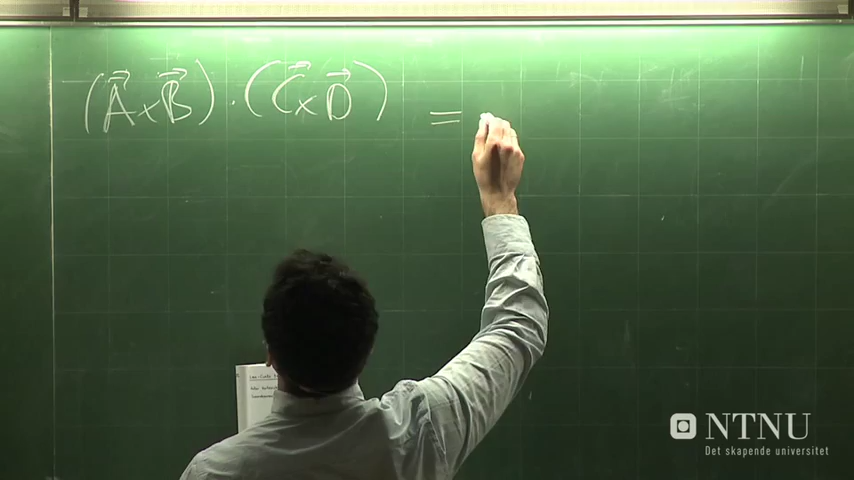 (A⃗ × B⃗) · (C⃗ × D⃗) =
NTNU
Det skapende universitet